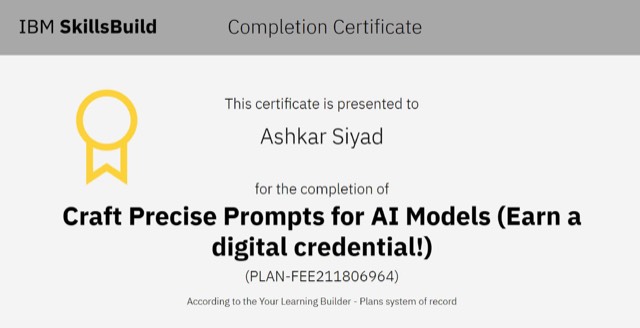 IBM SkillsBuild
Completion Certificate
This certificate is presented to
Ashkar Siyad
for the completion of
Craft Precise Prompts for AI Models (Earn a
digital credential!)
(PLAN-FEE211806964)
According to the Your Learning Builder - Plans system of record